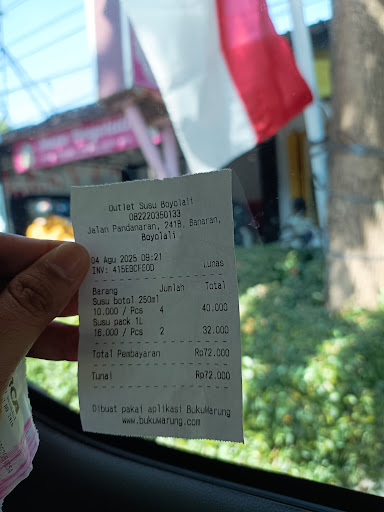 Outlet Susu Boyolali
082220350133
Jalan Pandanaran, 241B, Banaran,
Boyolali
04 Agu 2025 09:21
INV: 415EBCFE0D Lunas
Barang Jumlah Total
Susu botol 250ml
10.000 / Pcs 4 40.000
Susu pack 1L
16.000 / Pcs 2 32.000
Total Pembayaran Rp72.000
Tunai Rp72.000
Dibuat pakai aplikasi BukuWarung
www.bukuwarung.com